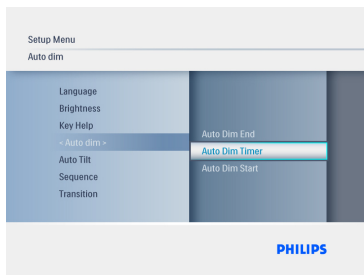 Setup Menu
Auto dim
Language
Brightness
Key Help
< Auto dim >
Auto Tilt
Sequence
Transition
Auto Dim End
Auto Dim Timer
Auto Dim Start
PHILIPS